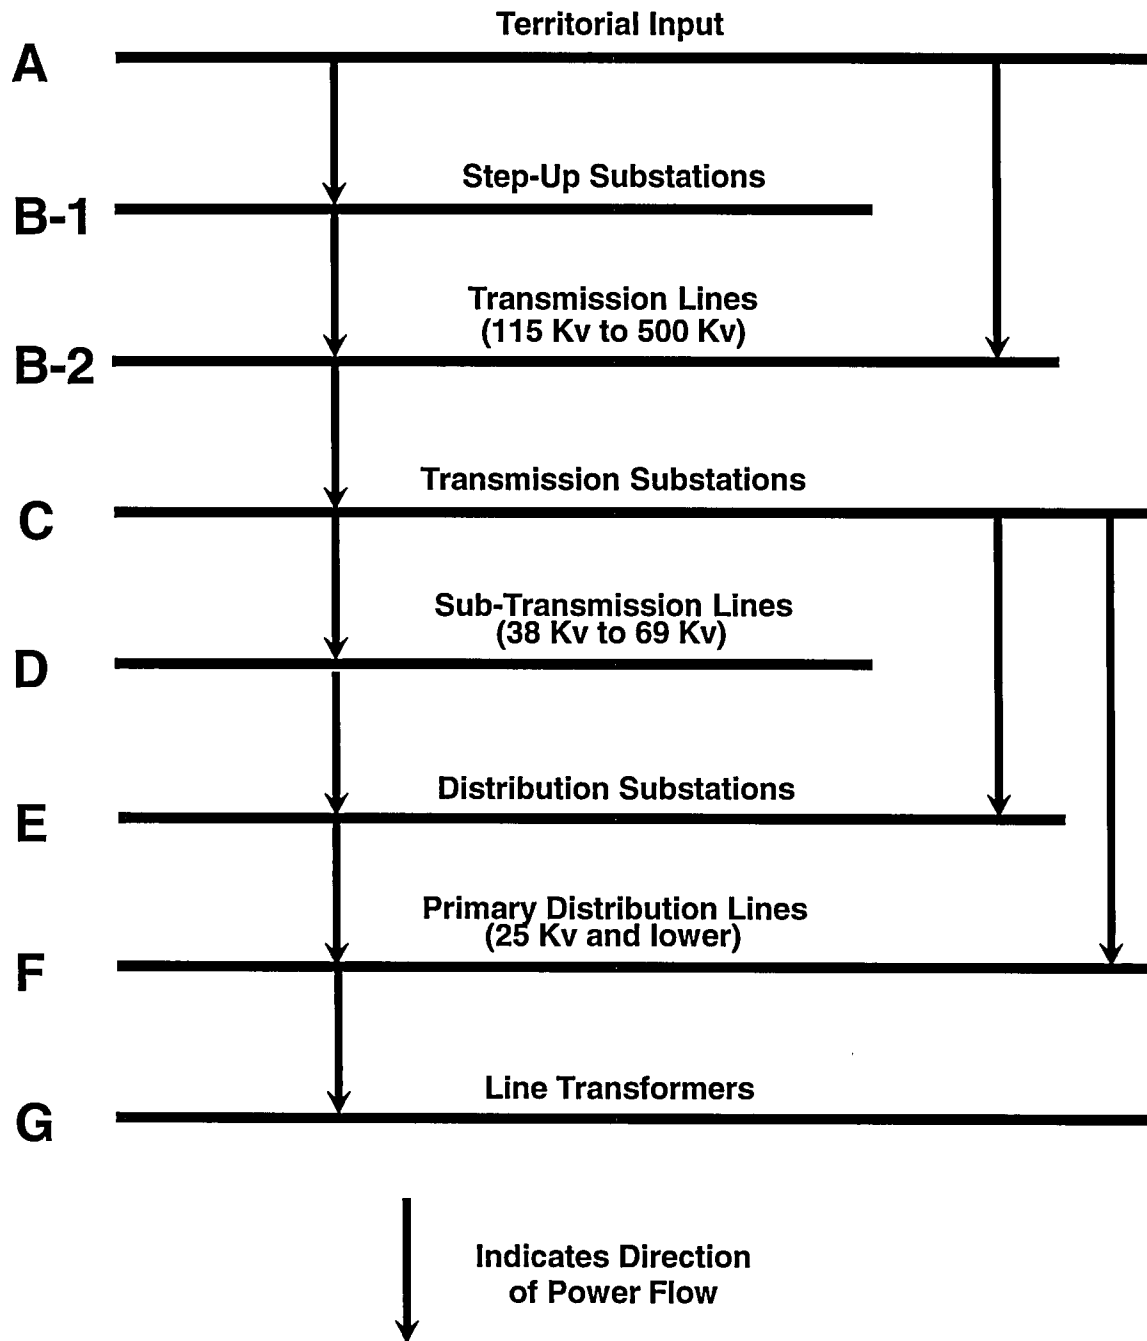 Territorial Input
A
Step-Up Substations
B-1
Transmission Lines
(115 Kv to 500 Kv)
B-2
Transmission Substations
C
Sub-Transmission Lines
(38 Kv to 69 Kv)
D
Distribution Substations
E
Primary Distribution Lines
(25 Kv and lower)
F
Line Transformers
G
Indicates Direction
of Power Flow